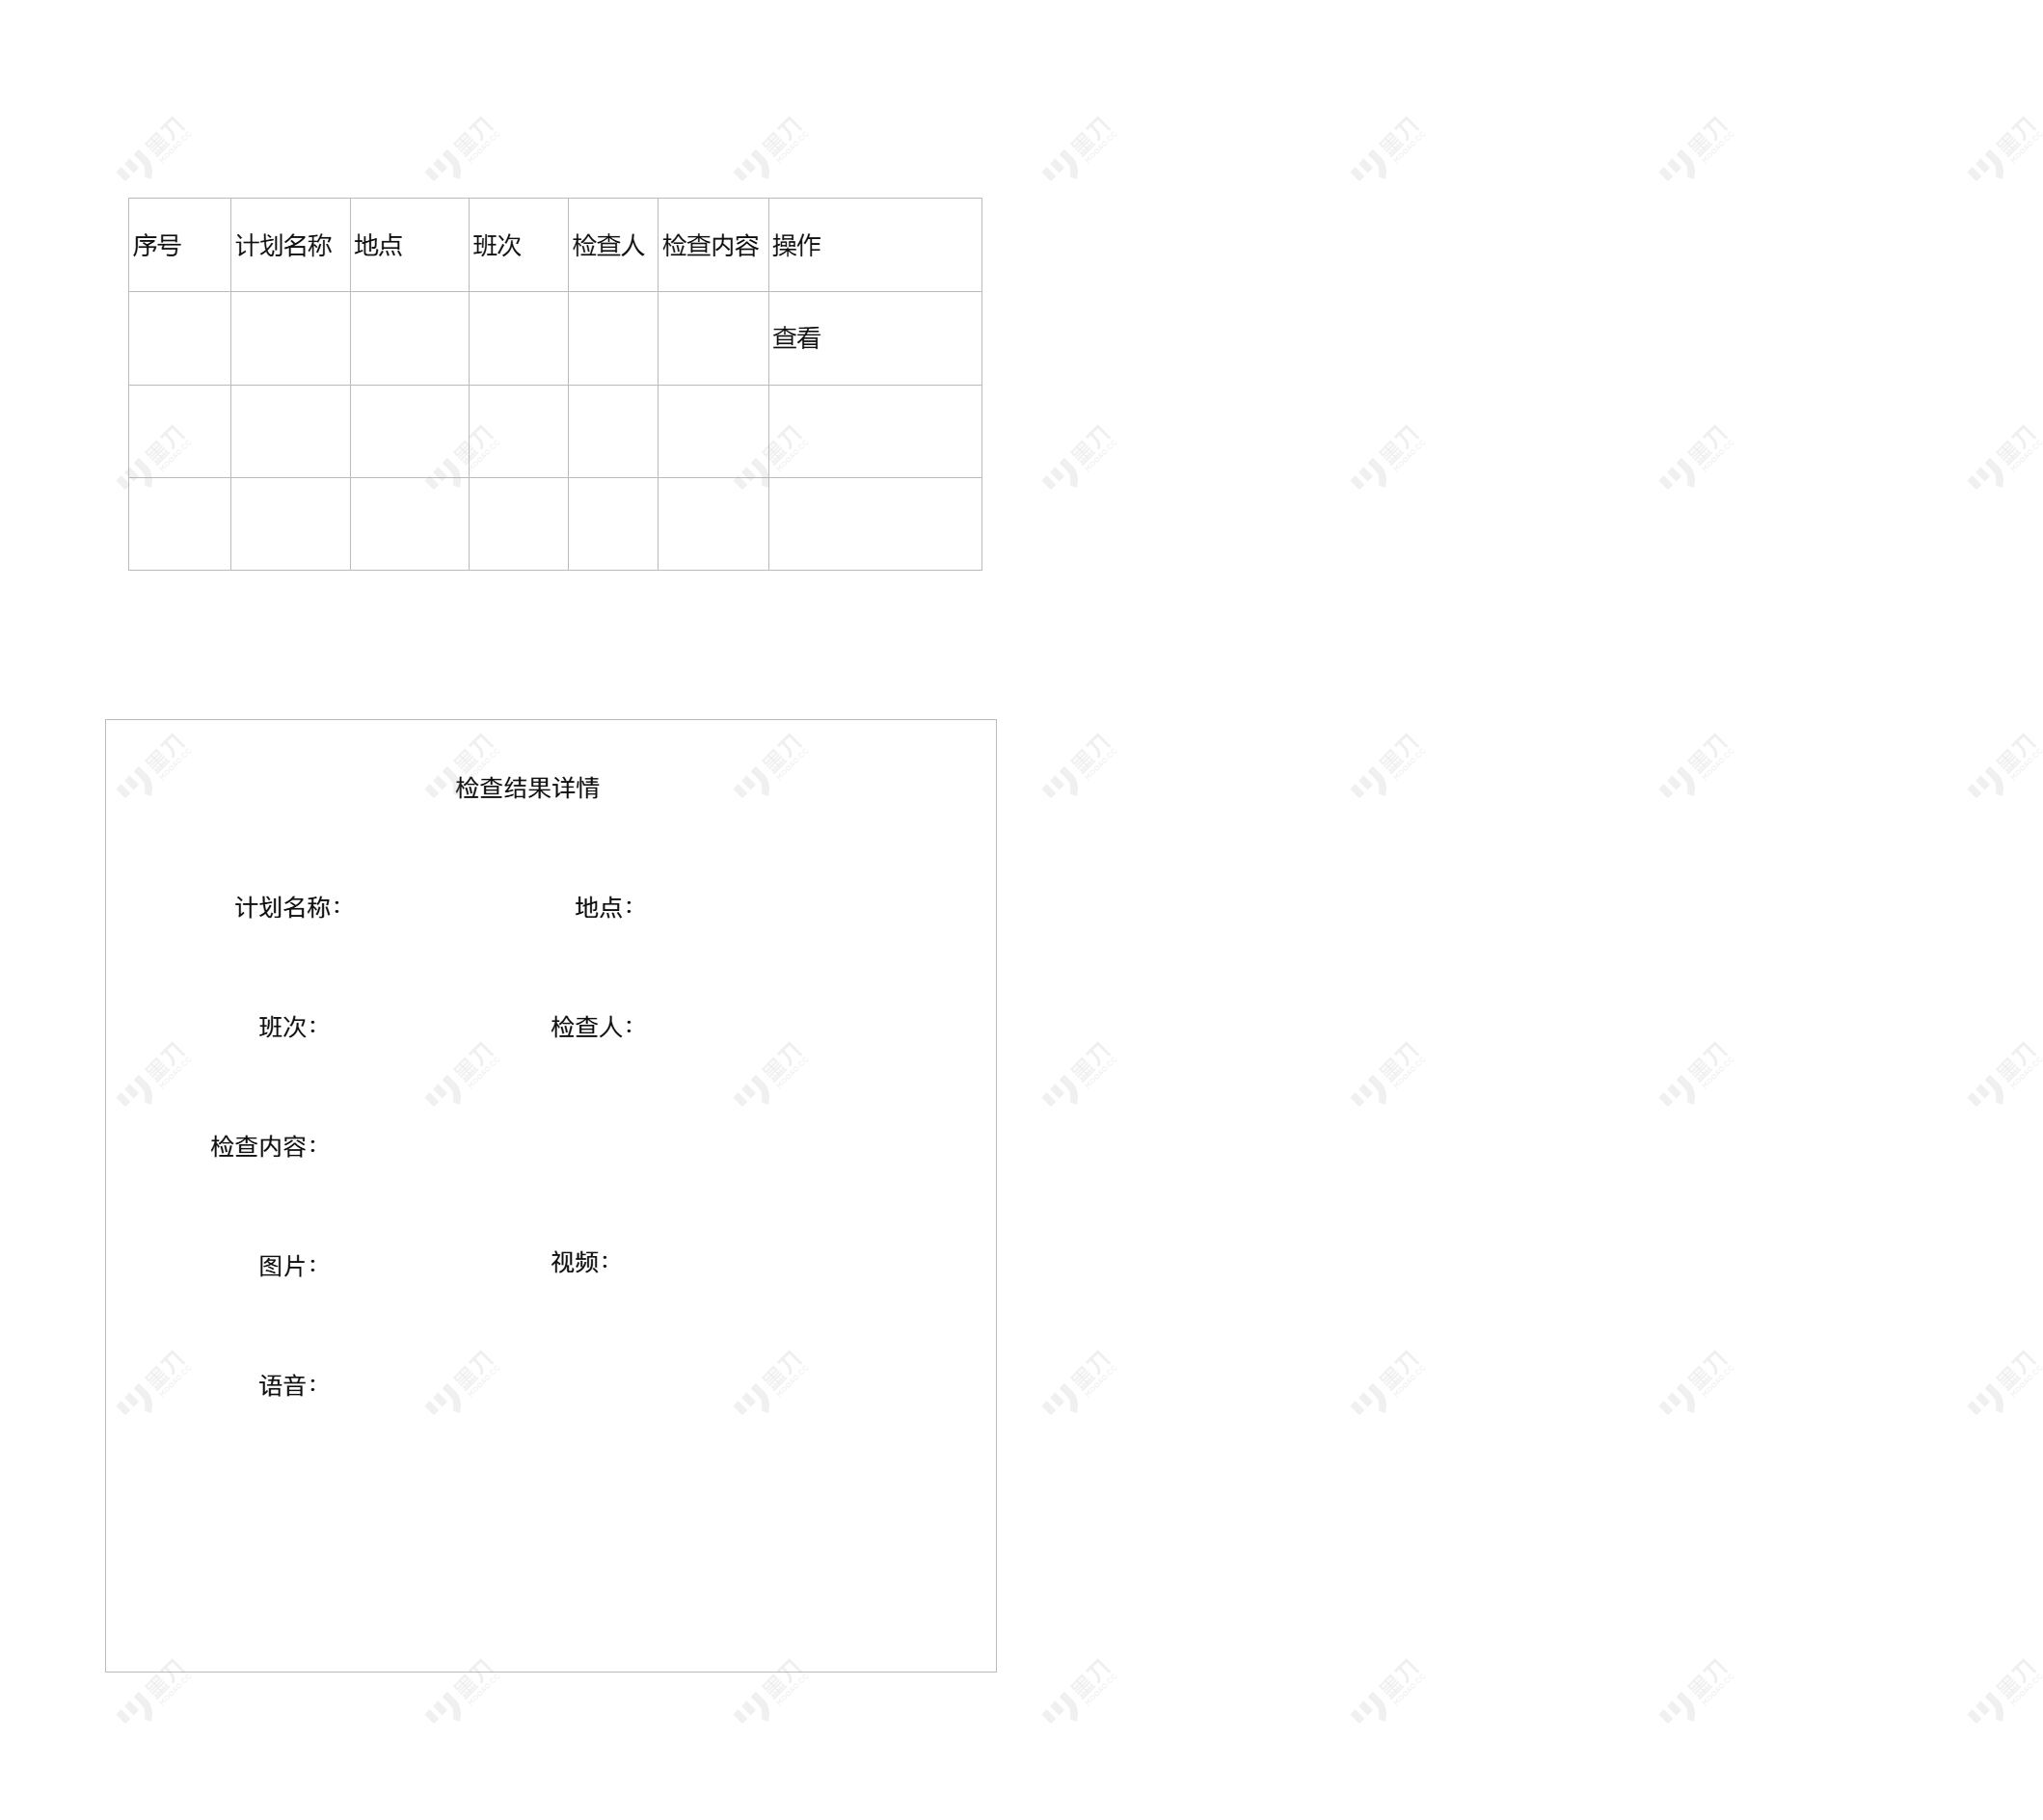 序号 计划名称 地点 班次 检查人 检查内容 操作
查看
检查结果详情
计划名称： 地点：
班次： 检查人：
检查内容：
图片： 视频：
语音：